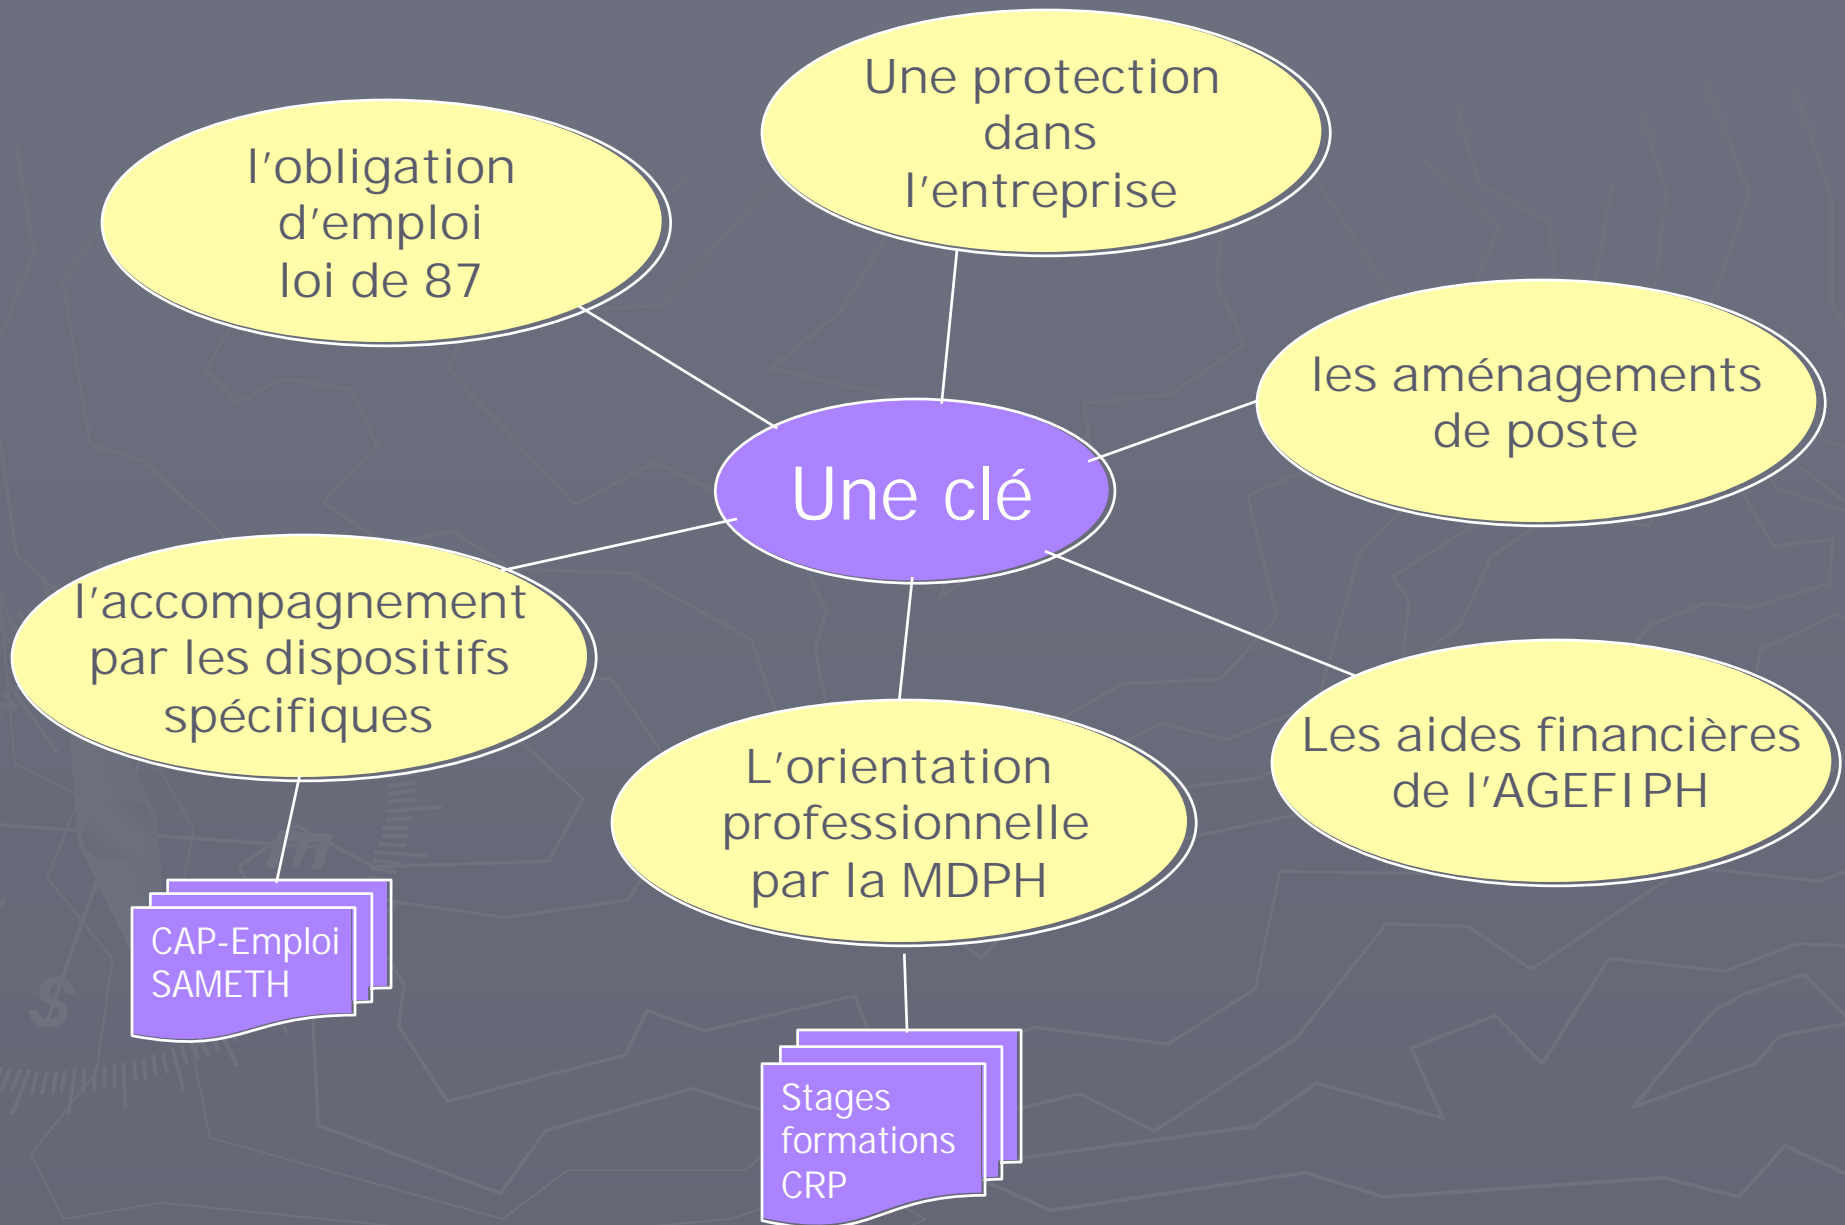 Une protection
dans
l'entreprise
l'obligation
d'emploi
loi de 87
les aménagements
de poste
Une clé
l'accompagnement
par les dispositifs
spécifiques
Les aides financières
de l'AGEFIPH
L'orientation
professionnelle
par la MDPH
CAP-Emploi
SAMETH
Stages
formations
CRP
$
m